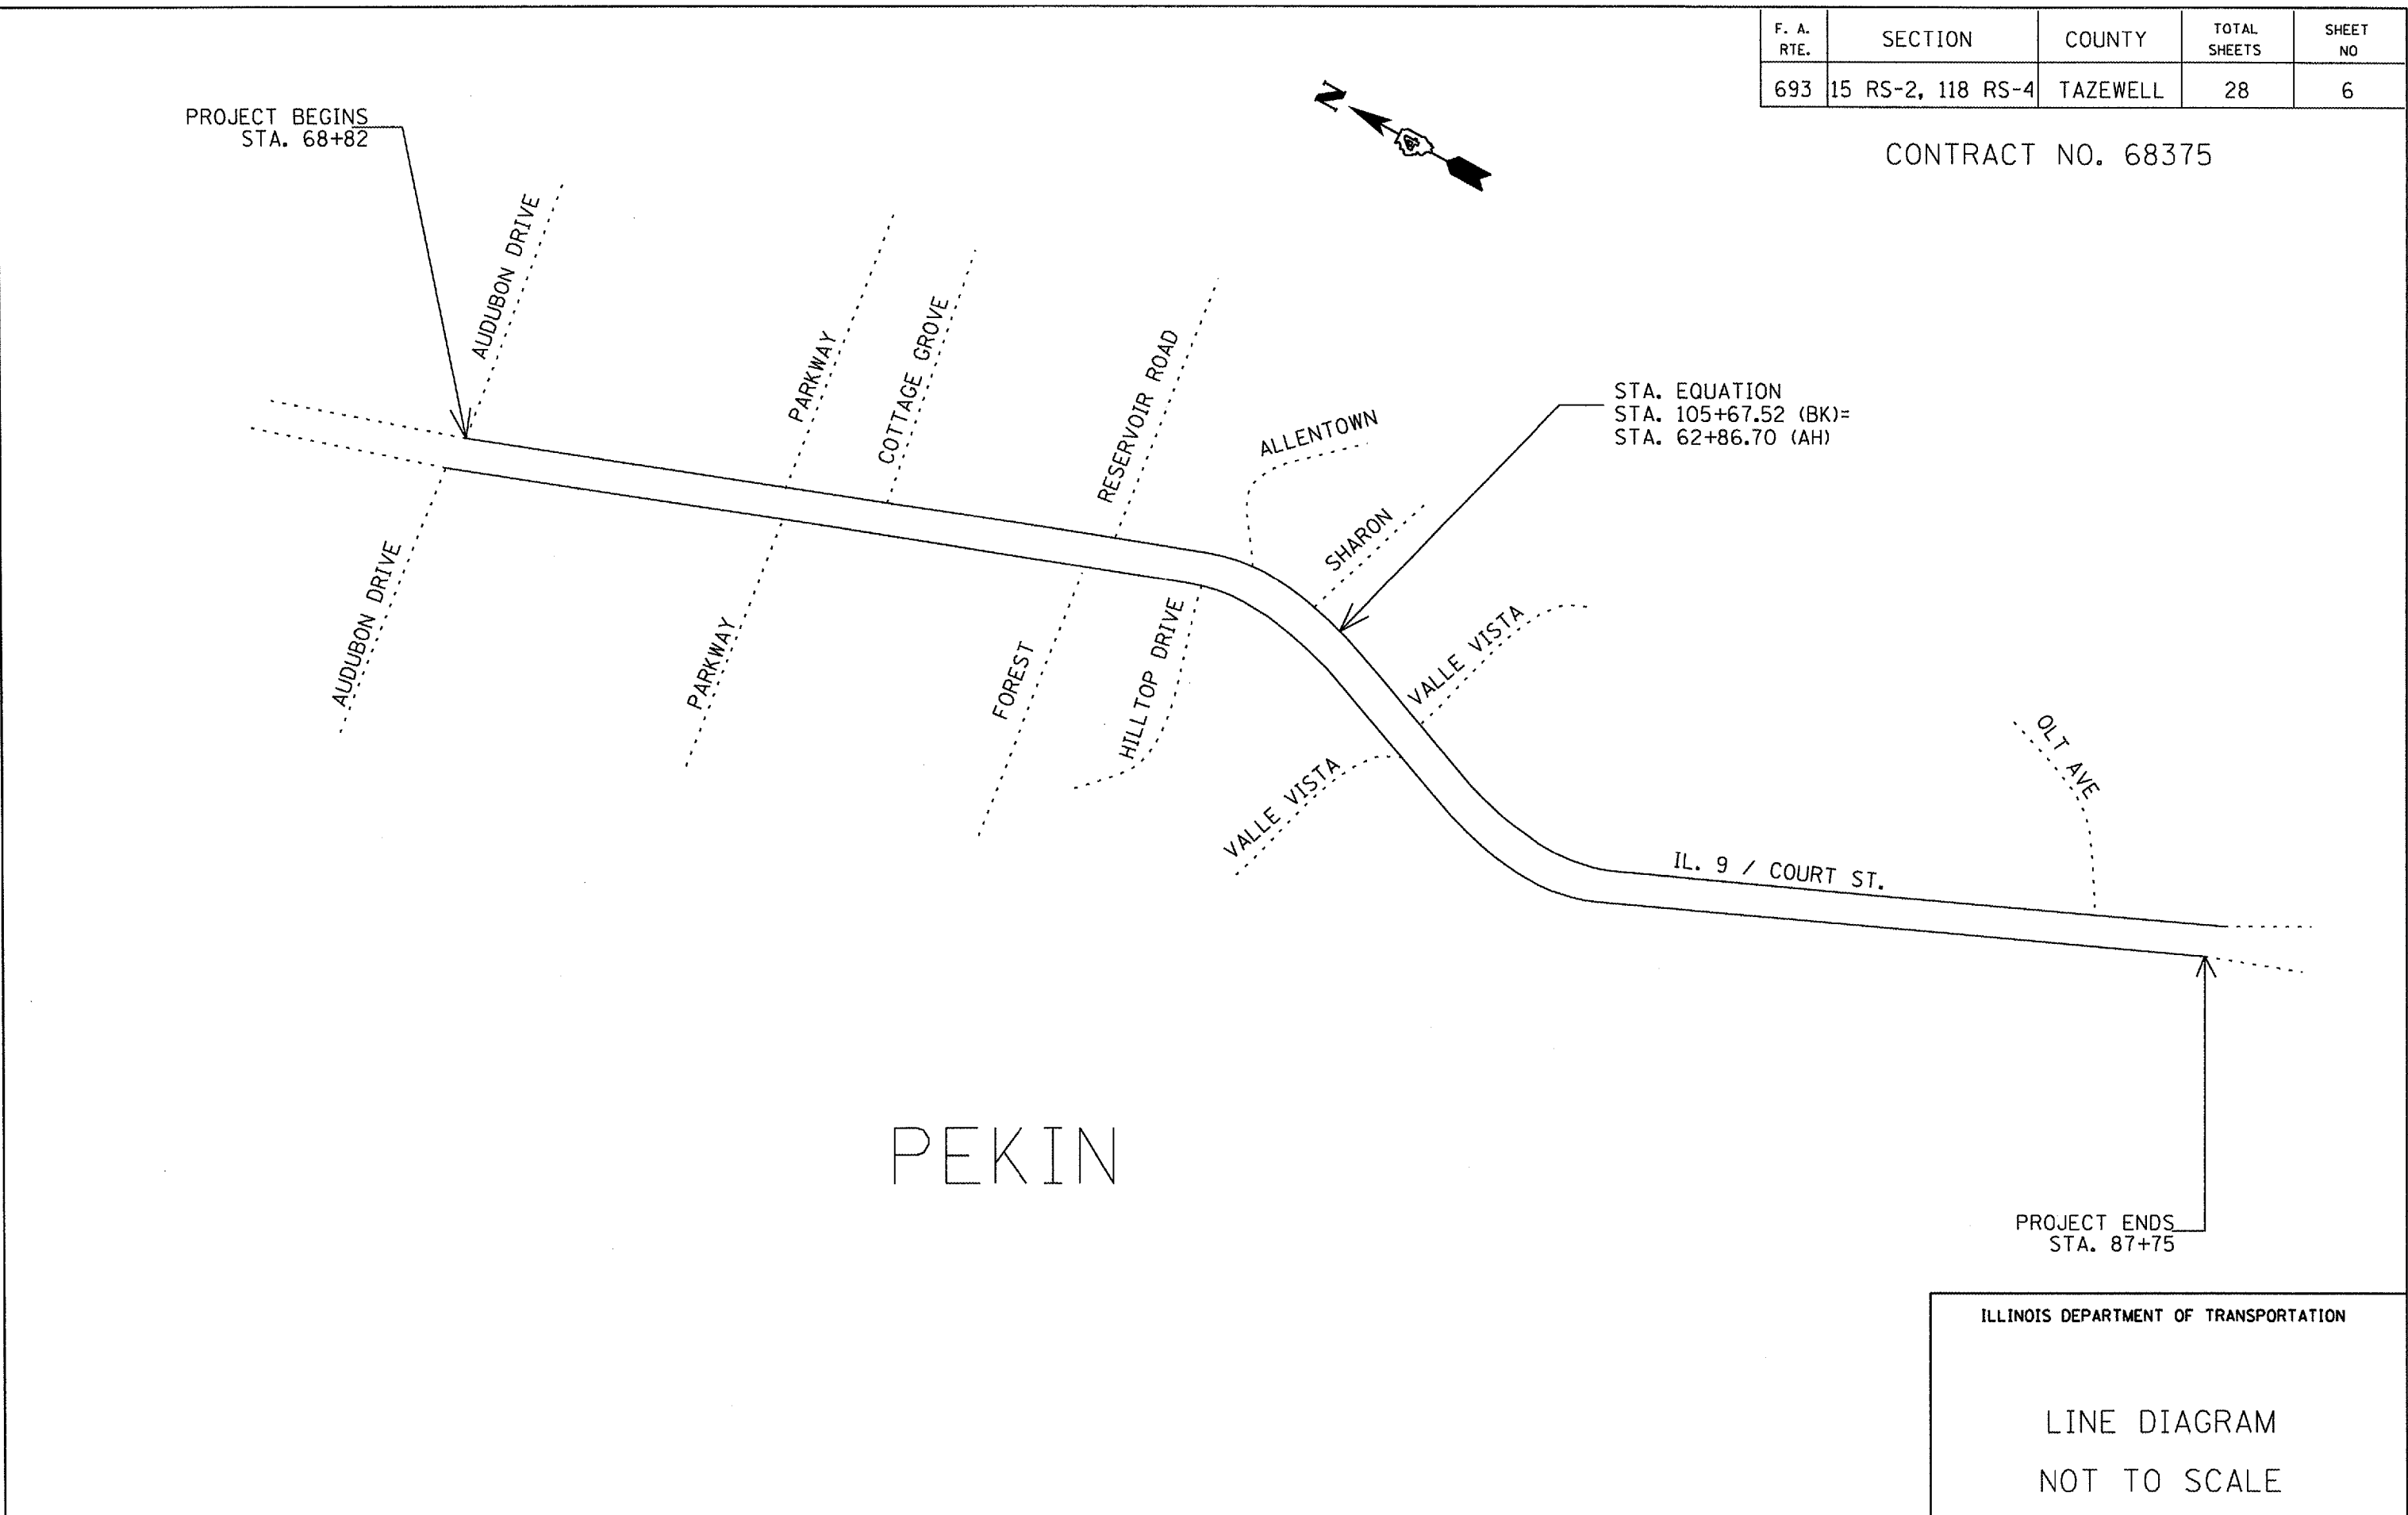 F. A. RTE. SECTION COUNTY TOTAL SHEETS SHEET NO
693 15 RS-2, 118 RS-4 TAZEWELL 28 6
CONTRACT NO. 68375
N
4
PROJECT BEGINS
STA. 68+82
AUDUBON DRIVE
PARKWAY
COTTAGE GROVE
RESERVOIR ROAD
ALLENTOWN
SHARON
STA. EQUATION
STA. 105+67.52 (BK)=
STA. 62+86.70 (AH)
AUDUBON DRIVE
PARKWAY
FOREST
HILLTOP DRIVE
VALLE VISTA
VALLE VISTA
OLT AVE
IL. 9 / COURT ST.
PEKIN
PROJECT ENDS
STA. 87+75
ILLINOIS DEPARTMENT OF TRANSPORTATION
LINE DIAGRAM
NOT TO SCALE